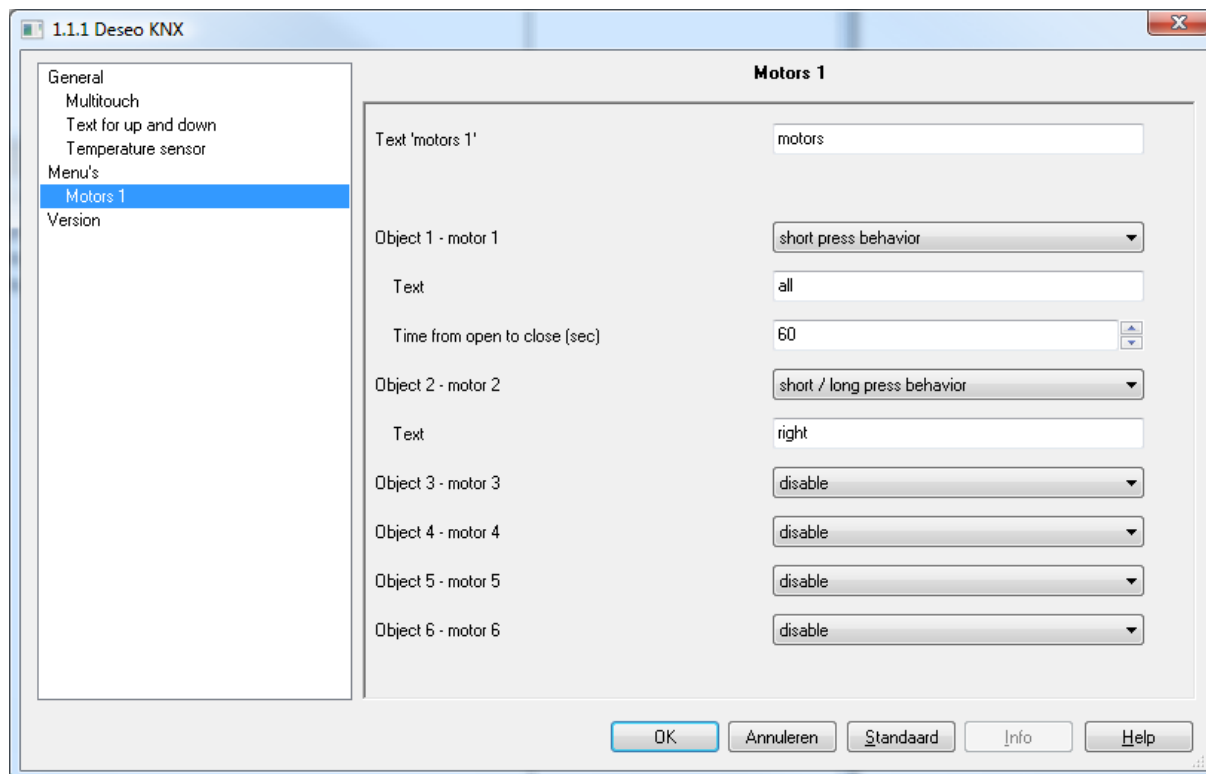 1.1.1 Deseo KNX
General
Multitouch
Text for up and down
Temperature sensor
Menu's
Motors 1
Version
Motors 1
Text 'motors 1' motors
Object 1 - motor 1 short press behavior
Text all
Time from open to close (sec) 60
Object 2 - motor 2 short / long press behavior
Text right
Object 3 - motor 3 disable
Object 4 - motor 4 disable
Object 5 - motor 5 disable
Object 6 - motor 6 disable
OK Annuleren Standaard Info Help